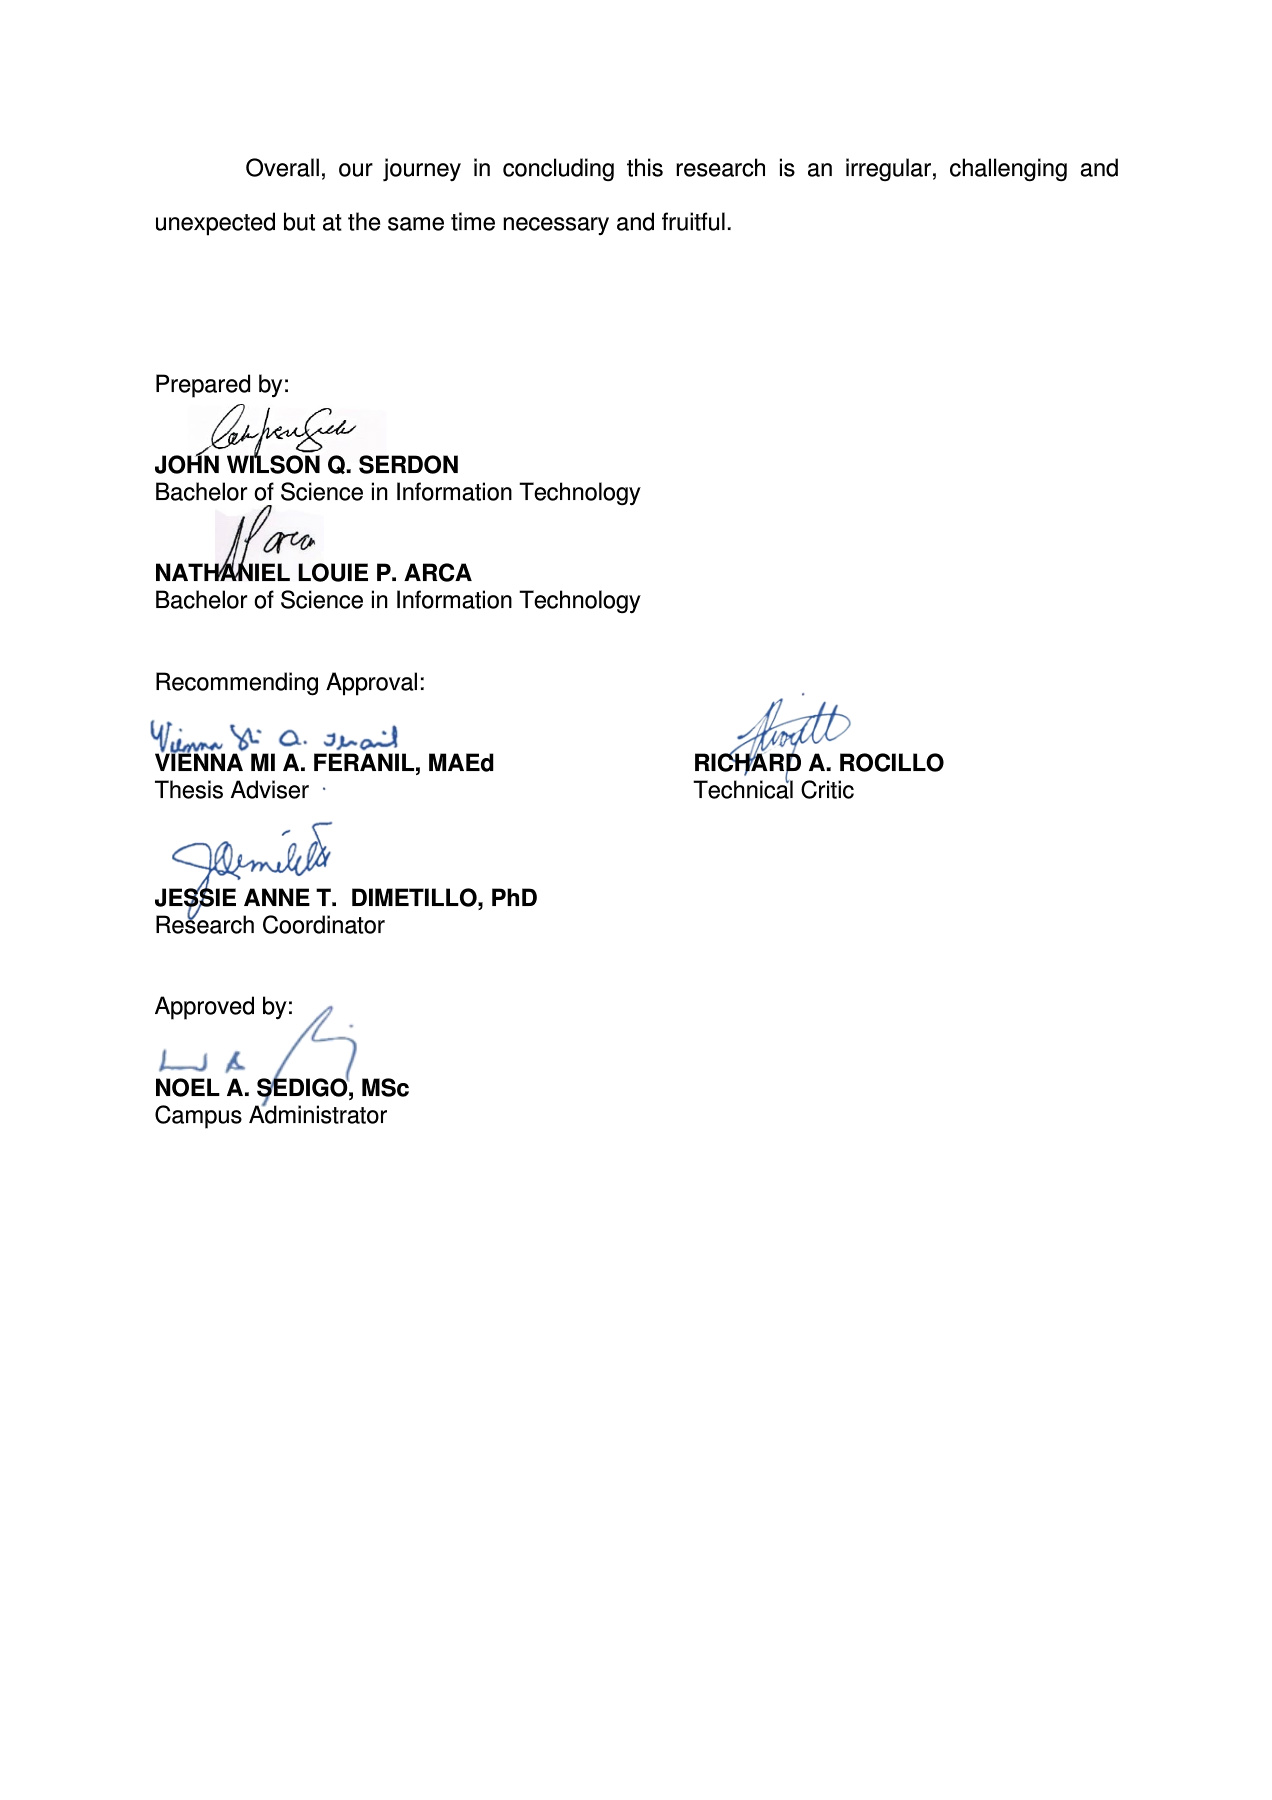 Overall, our journey in concluding this research is an irregular, challenging and
unexpected but at the same time necessary and fruitful.
Prepared by:
JOHN WILSON Q. SERDON
Bachelor of Science in Information Technology
NATHANIEL LOUIE P. ARCA
Bachelor of Science in Information Technology
Recommending Approval:
Vienna Mi A. Feranil
VIENNA MI A. FERANIL, MAEd
Thesis Adviser
RICHARD A. ROCILLO
Technical Critic
JESSIE ANNE T. DIMETILLO, PhD
Research Coordinator
Approved by:
NOEL A. SEDIGO, MSc
Campus Administrator